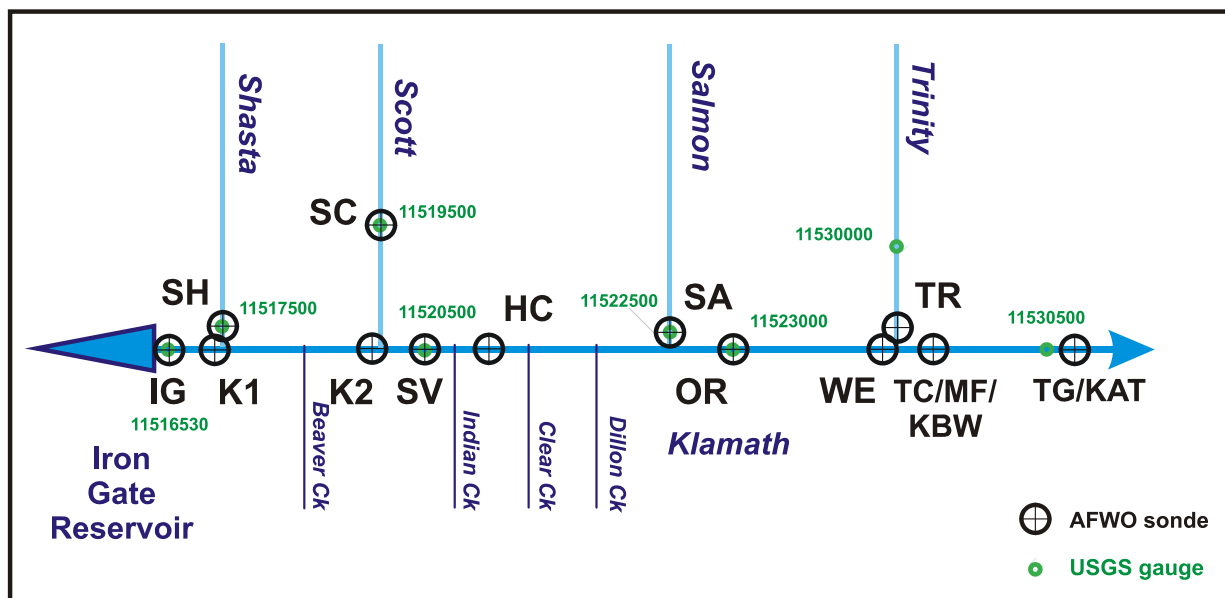 Shasta
Scott
Salmon
Trinity
SC
11519500
11530000
SH
11517500
11520500
HC
11522500
SA
11523000
TR
11530500
IG
K1
K2
SV
OR
WE
TC/MF/
KBW
TG/KAT
11516530
Iron
Gate
Reservoir
Beaver Ck
Indian Ck
Clear Ck
Dillon Ck
Klamath
AFWO sonde
USGS gauge